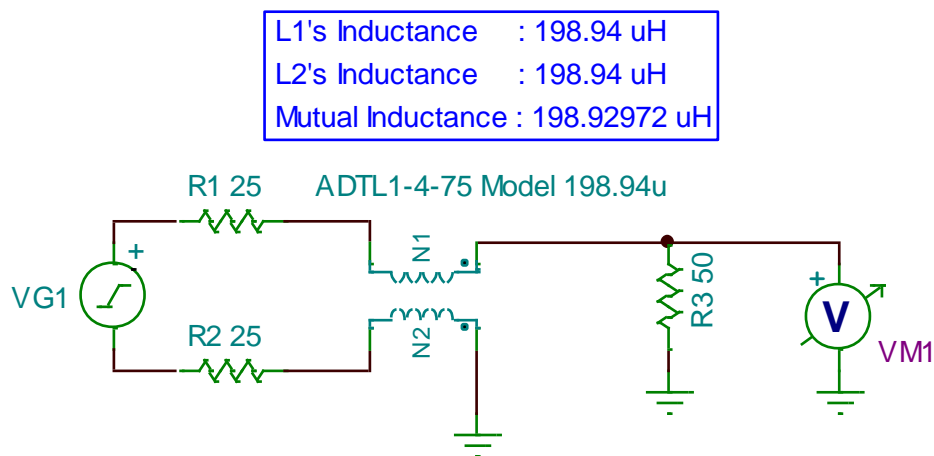 L1's Inductance : 198.94 uH
L2's Inductance : 198.94 uH
Mutual Inductance : 198.92972 uH
R1 25
ADTL1-4-75 Model 198.94u
N1
+
VG1
R2 25
N2
R3 50
+
V
VM1